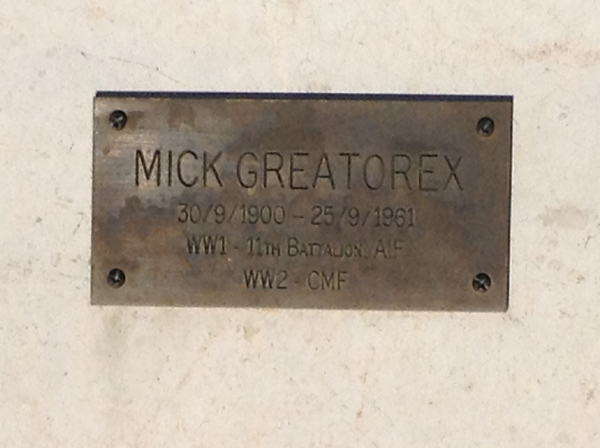 MICK GREATOREX
30/9/1900 - 25/9/1961
WW1 - 11TH BATTALION, AIF
WW2 - CMF